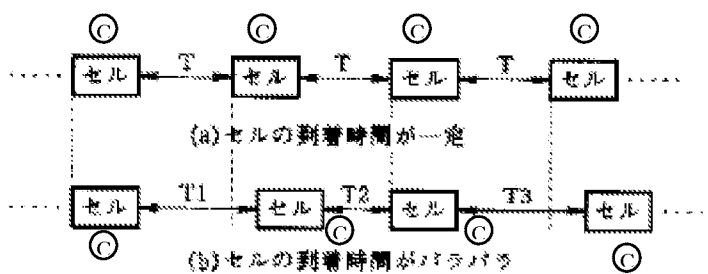 Ⓒ Ⓒ Ⓒ Ⓒ
セル T セル T セル T セル
(a)セルの到着時間が一定
セル T1 セル T2 セル T3 セル
Ⓒ Ⓒ Ⓒ Ⓒ
(b)セルの到着時間がバラバラ